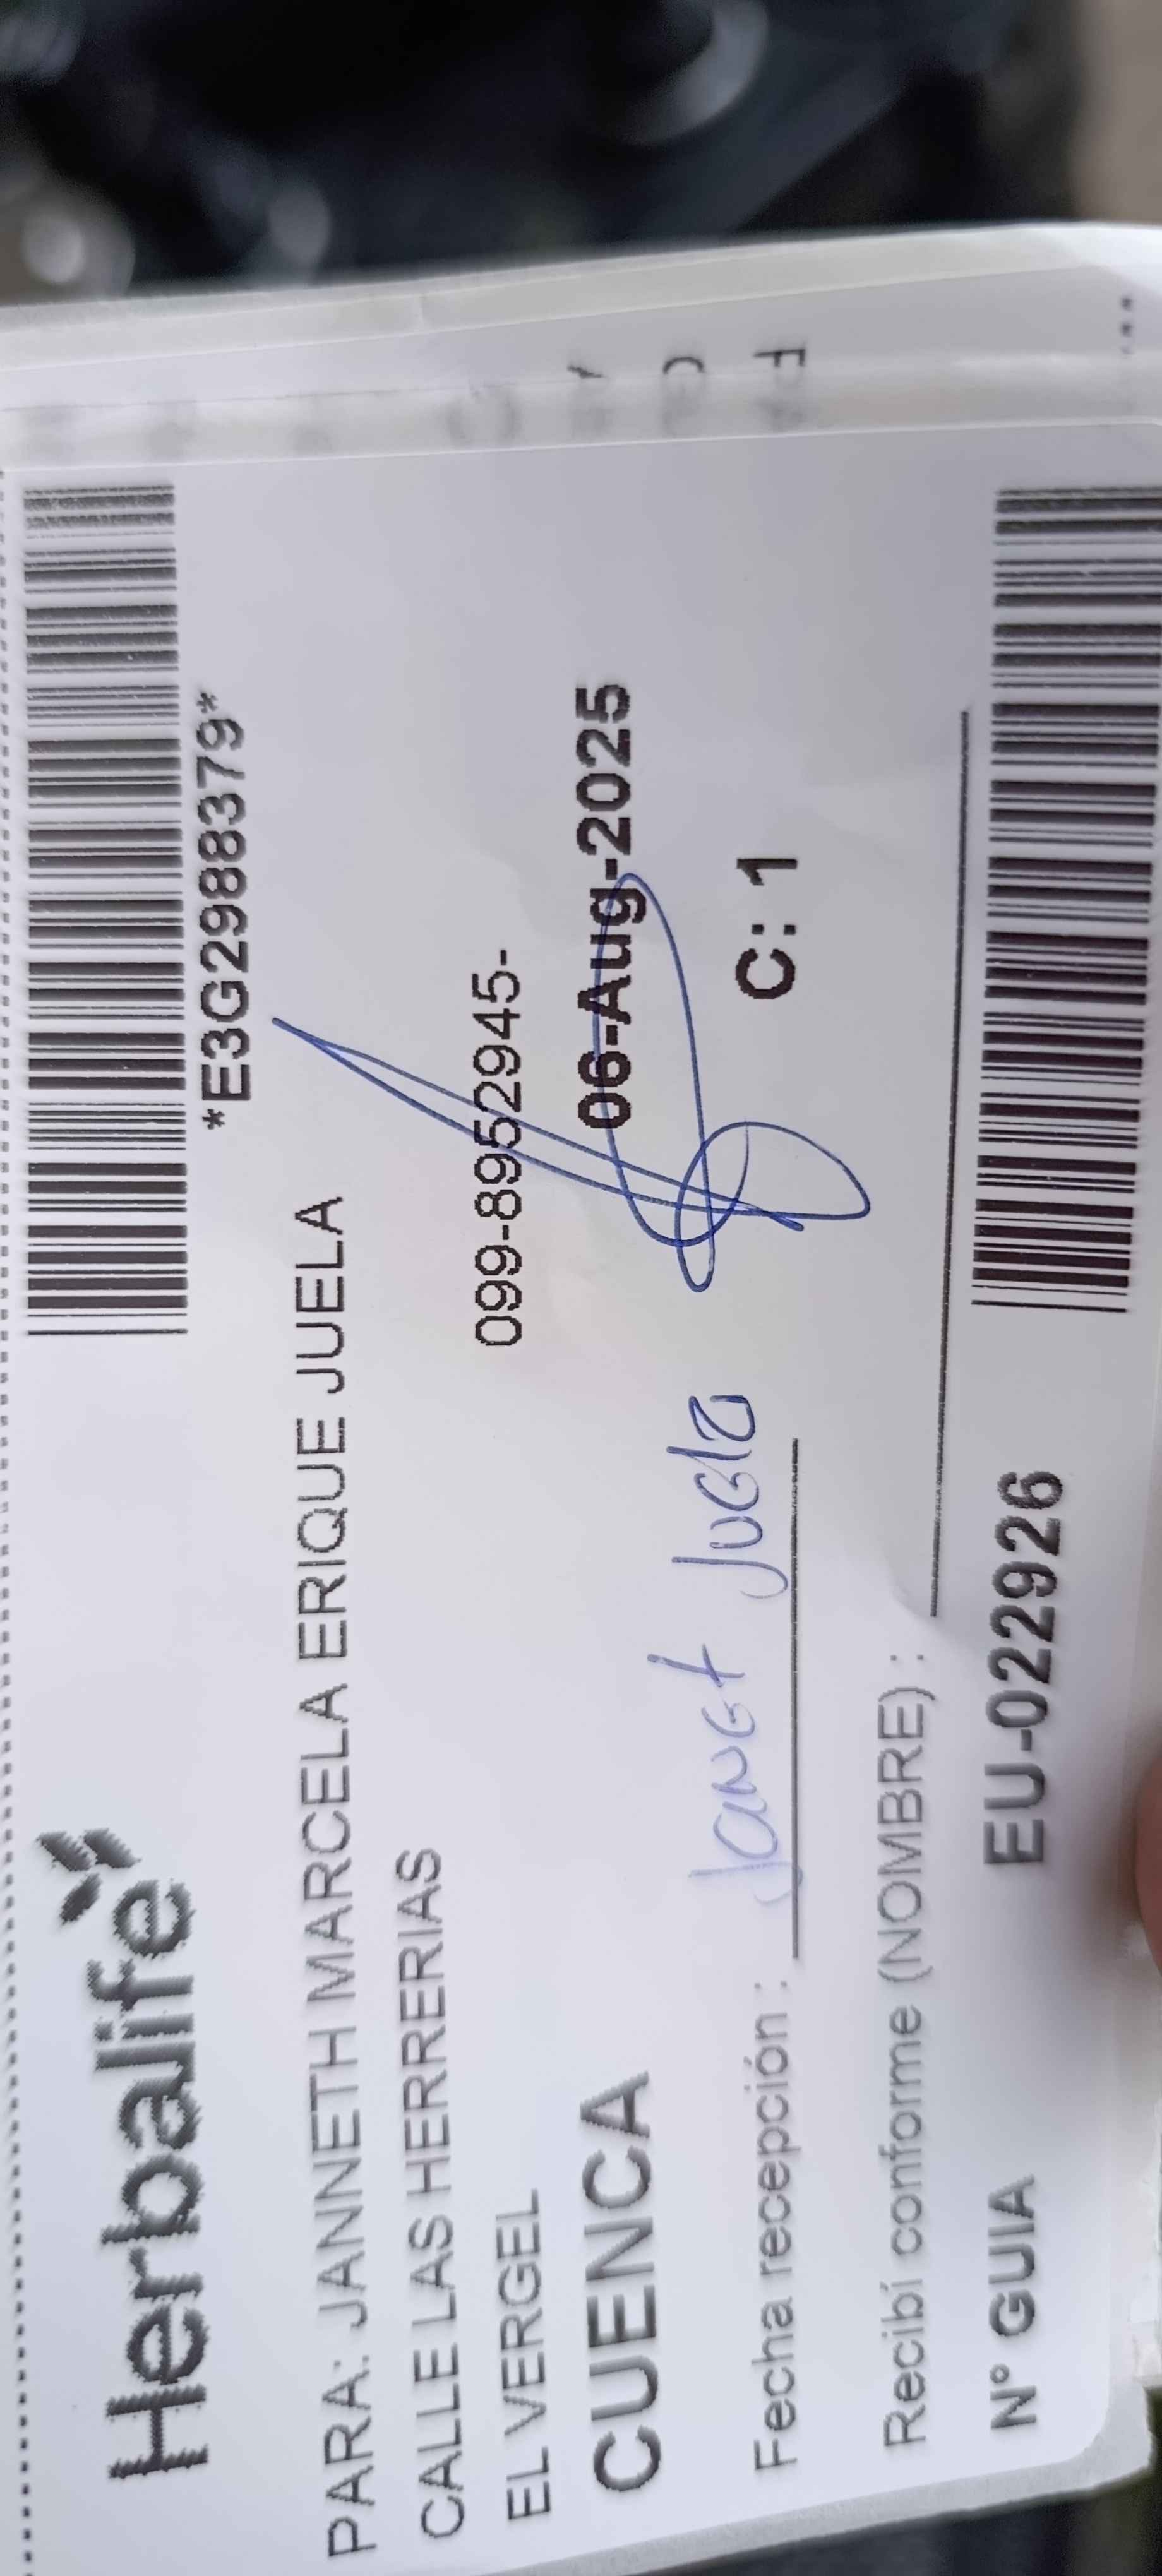 Herbalife
*E3G2988379*
PARA: JANNETH MARCELA ERIQUE JUELA
CALLE LAS HERRERIAS
EL VERGEL 099-8952945-
CUENCA 06-Aug-2025
Janet Juela
Fecha recepción : C: 1
Recibí conforme (NOMBRE) :
N° GUIA EU-022926